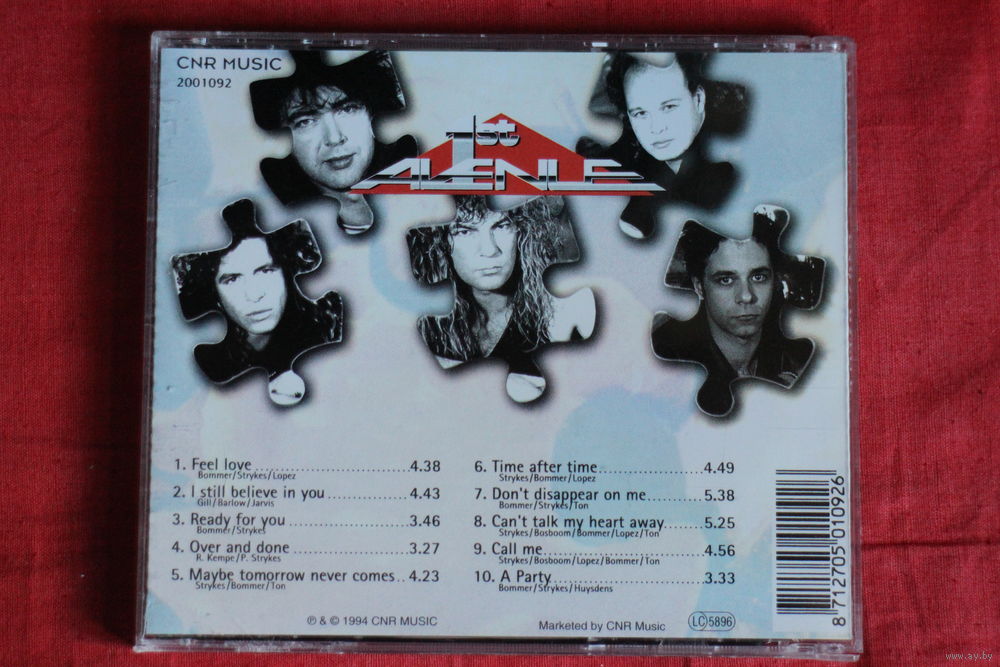 CNR MUSIC
2001092
1st
AVENUE
1. Feel love 4.38
Bommer/Strykes/Lopez
2. I still believe in you 4.43
Gill/Barlow/Jarvis
3. Ready for you 3.46
Bommer/Strykes
4. Over and done 3.27
R. Kempe/P. Strykes
5. Maybe tomorrow never comes 4.23
Strykes/Bommer/Ton
6. Time after time 4.49
Strykes/Bommer/Lopez
7. Don't disappear on me 5.38
Bommer/Strykes/Ton
8. Can't talk my heart away 5.25
Strykes/Bosboom/Bommer/Lopez/Ton
9. Call me 4.56
Strykes/Bosboom/Lopez/Bommer/Ton
10. A Party 3.33
Bommer/Strykes/Huysdens
℗ & © 1994 CNR MUSIC
Marketed by CNR Music
LC 5896
8 712705 010926
www.ay.by